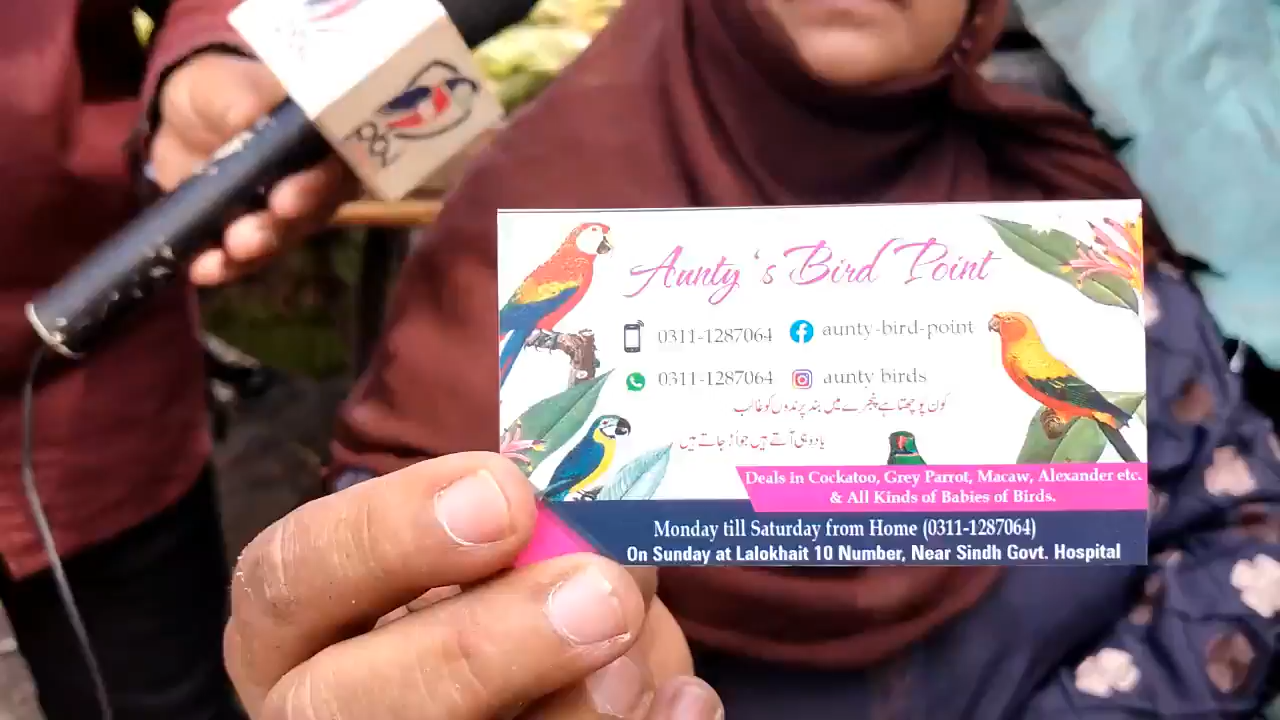 Aunty 's Bird Point
0311-1287064 aunty-bird-point
0311-1287064 aunty birds
کون پوچھتا ہے پنجرے میں بند پرندوں کو غالب
یاد وہی آتے ہیں جو اُڑ جاتے ہیں
Deals in Cockatoo, Grey Parrot, Macaw, Alexander etc.
& All Kinds of Babies of Birds.
Monday till Saturday from Home (0311-1287064)
On Sunday at Lalokhait 10 Number, Near Sindh Govt. Hospital